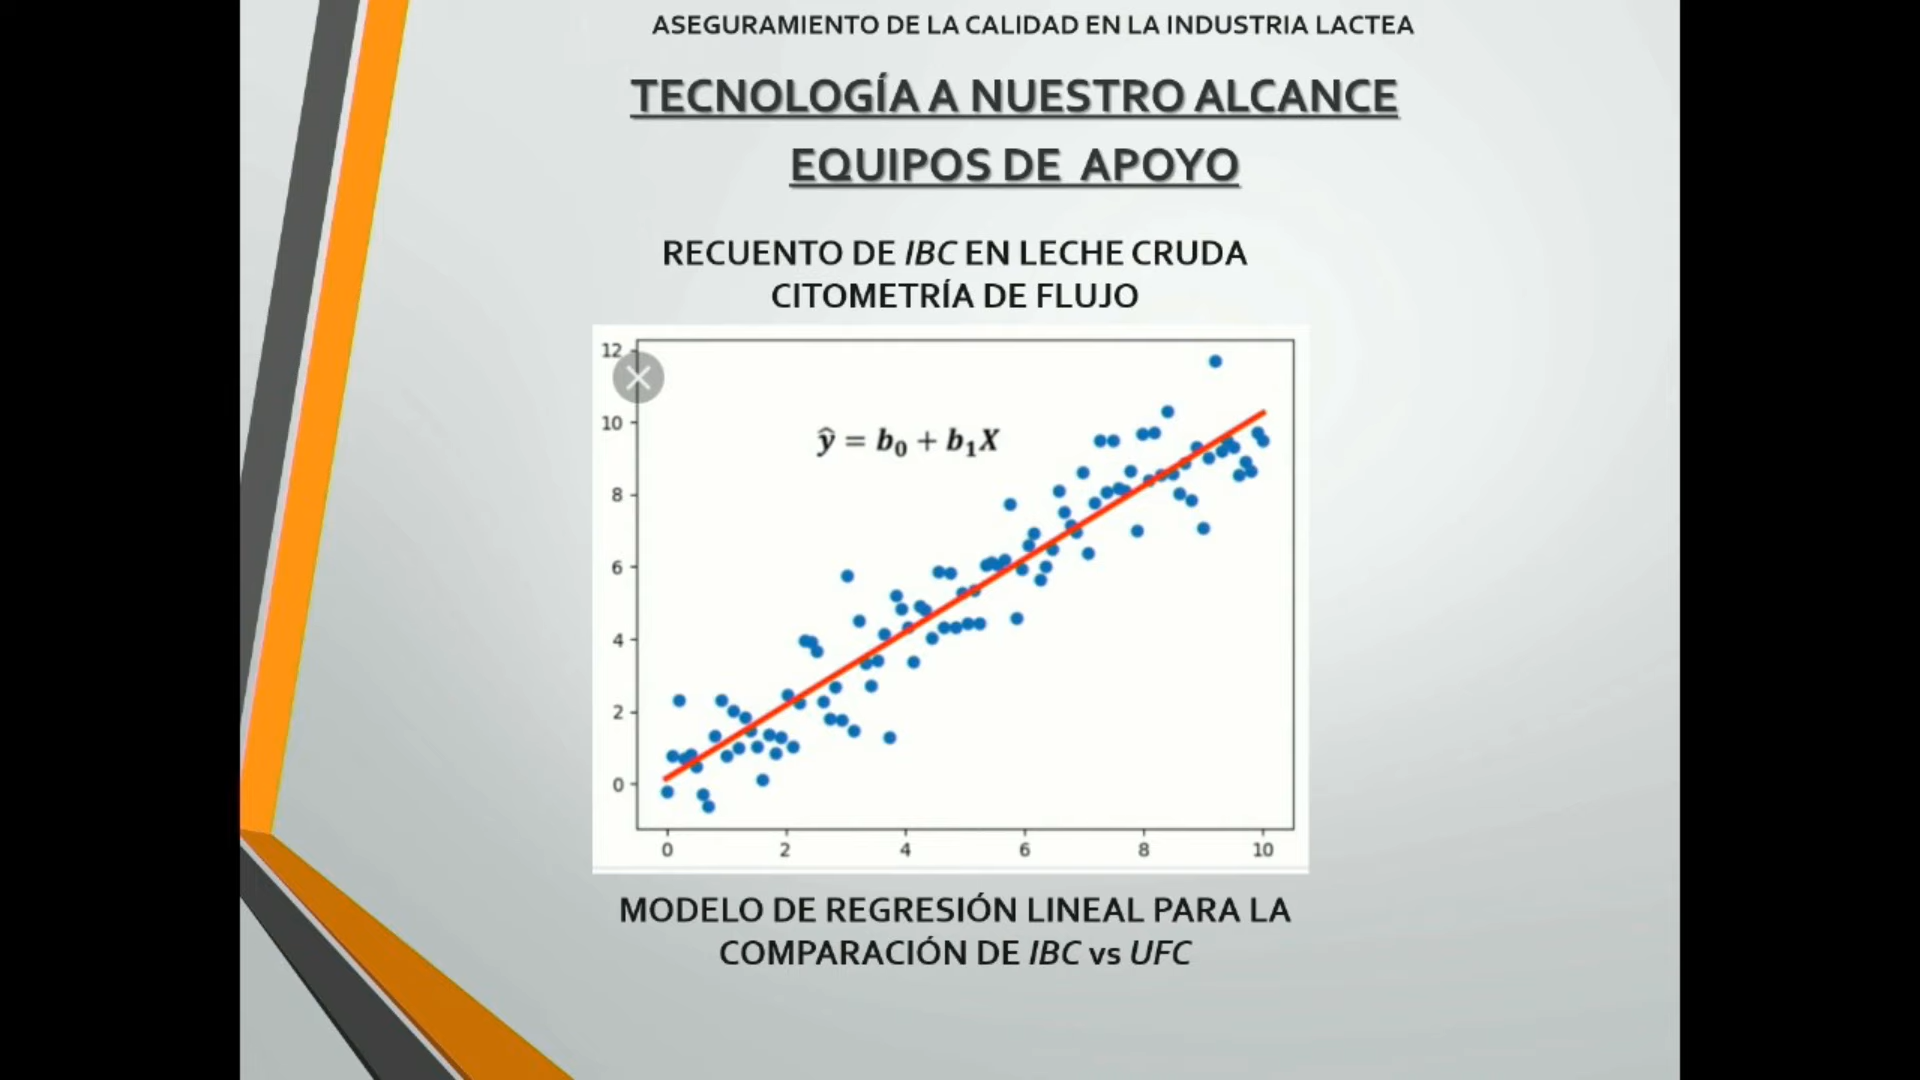 ASEGURAMIENTO DE LA CALIDAD EN LA INDUSTRIA LACTEA
TECNOLOGÍA A NUESTRO ALCANCE
EQUIPOS DE APOYO
RECUENTO DE IBC EN LECHE CRUDA
CITOMETRÍA DE FLUJO
12
10
8
6
4
2
0
ŷ = b₀ + b₁X
0 2 4 6 8 10
MODELO DE REGRESIÓN LINEAL PARA LA
COMPARACIÓN DE IBC vs UFC